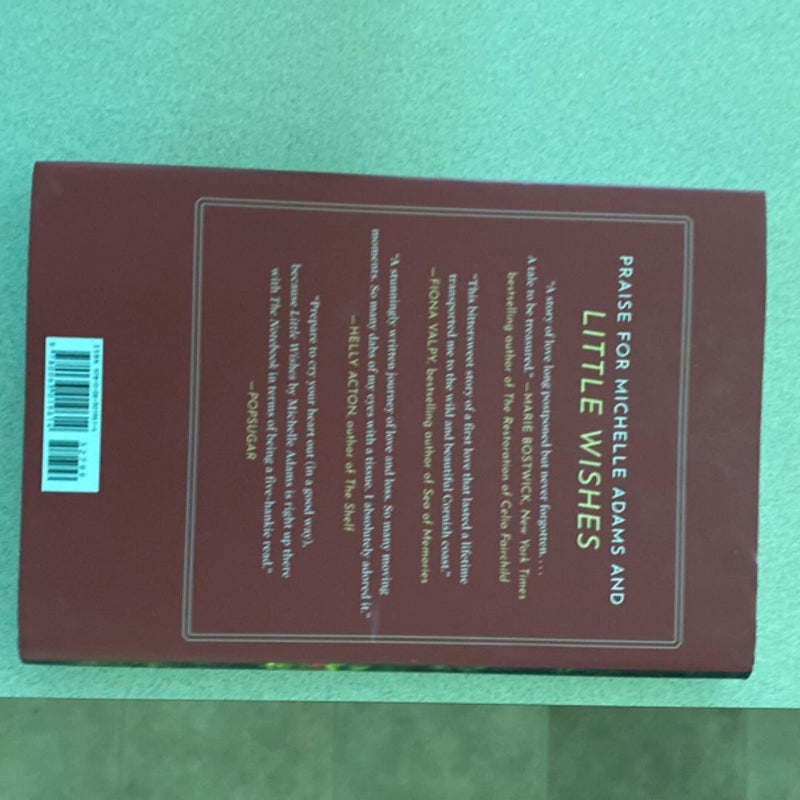 PRAISE FOR MICHELLE ADAMS AND
LITTLE WISHES
"A story of love long postponed but never forgotten. . . .
A tale to be treasured." —MARIE BOSTWICK, New York Times
bestselling author of The Restoration of Celia Fairchild
"This bittersweet story of a first love that lasted a lifetime
transported me to the wild and beautiful Cornish coast."
—FIONA VALPY, bestselling author of Sea of Memories
"A stunningly written journey of love and loss. So many moving
moments. So many dabs of my eyes with a tissue. I absolutely adored it."
—HELLY ACTON, author of The Shelf
"Prepare to cry your heart out (in a good way),
because Little Wishes by Michelle Adams is right up there
with The Notebook in terms of being a five-hankie read."
—POPSUGAR
ISBN